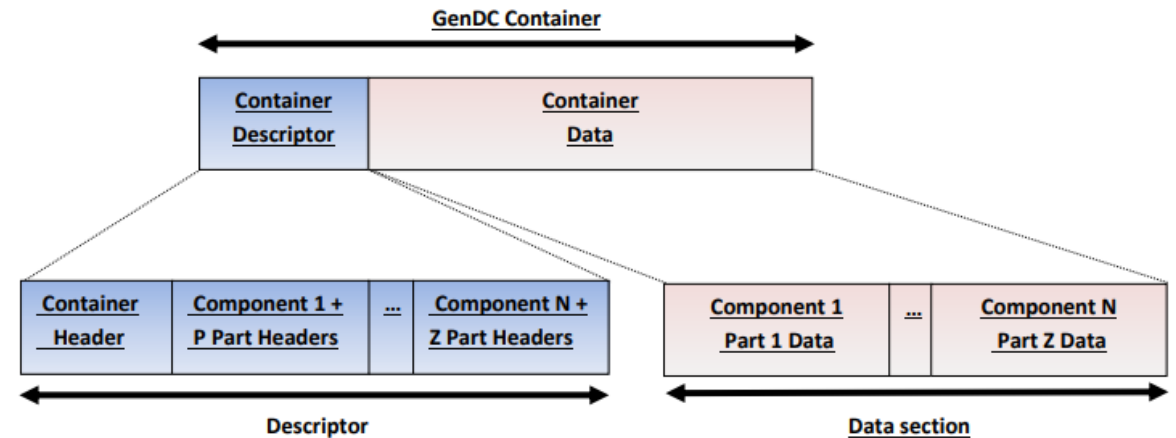 GenDC Container
Container
Descriptor
Container
Data
Container
Header
Component 1 +
P Part Headers
...
Component N +
Z Part Headers
Component 1
Part 1 Data
...
Component N
Part Z Data
Descriptor
Data section